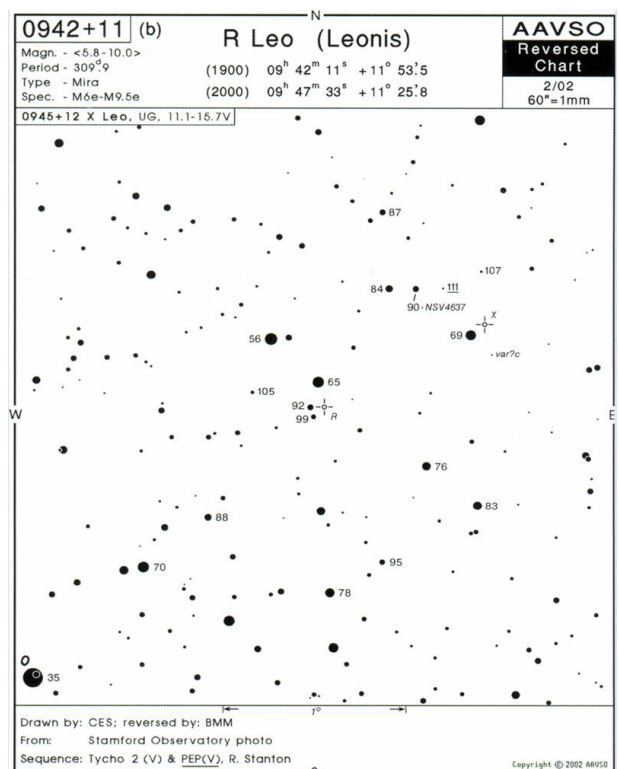 N
0942+11 (b)
R Leo (Leonis)
AAVSO
Reversed
Chart
2/02
60"=1mm
Magn. - <5.8-10.0>
Period - 309ᵈ.9
Type - Mira
Spec. - M6e-M9.5e
(1900) 09ʰ 42ᵐ 11ˢ +11° 53.'5
(2000) 09ʰ 47ᵐ 33ˢ +11° 25.'8
0945+12 X Leo, UG, 11.1-15.7V
87
107
84
111
90-NSV4637
X
56
69
var?c
65
105
92
R
99
W
E
76
83
88
95
70
78
O
35
1°
Drawn by: CES; reversed by: BMM
From: Stamford Observatory photo
Sequence: Tycho 2 (V) & PEP(V), R. Stanton
Copyright © 2002 AAVSO